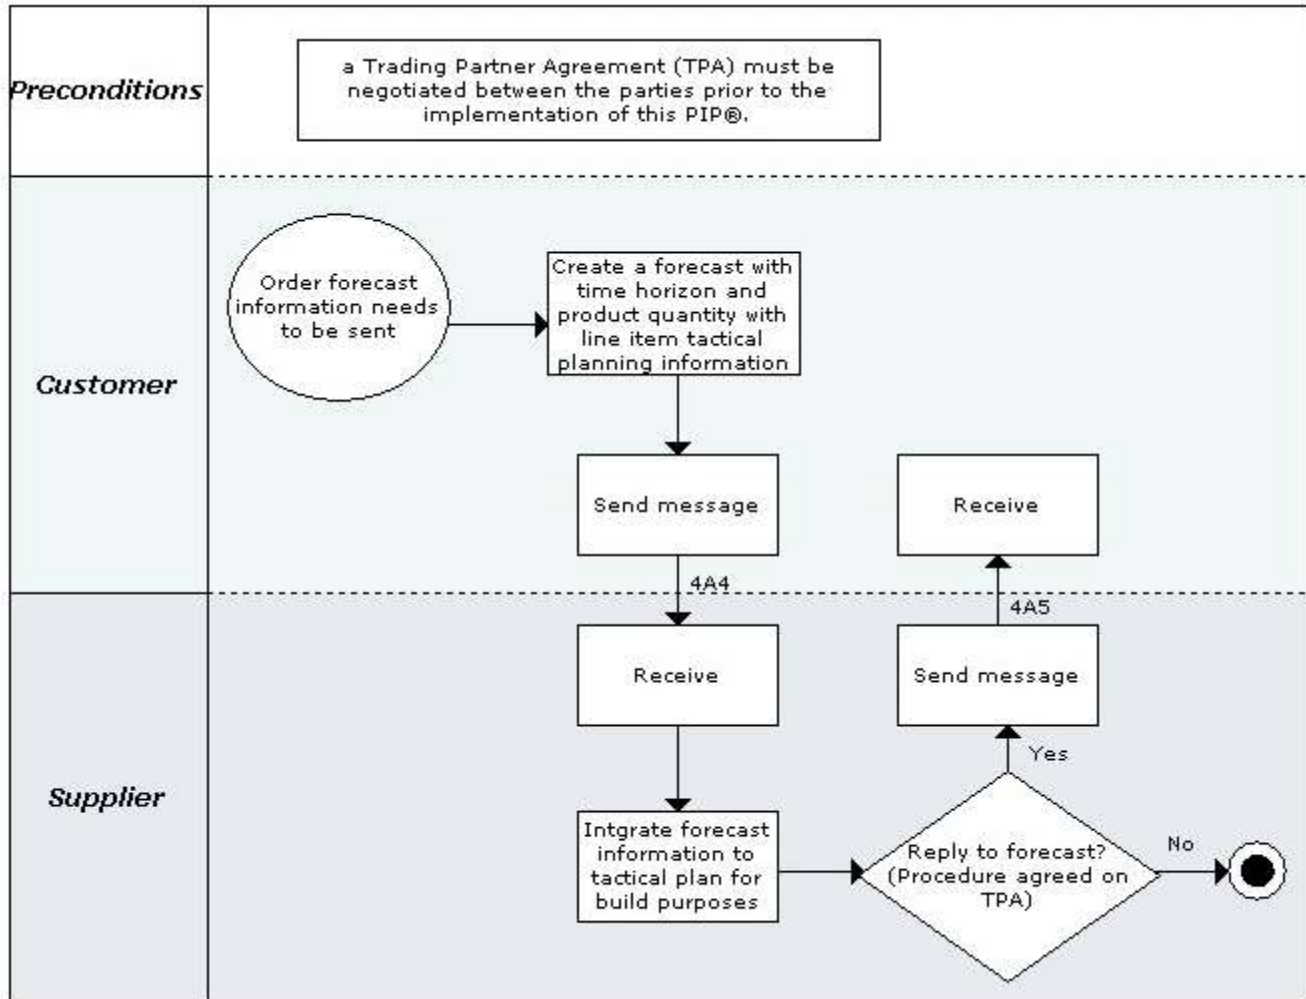 Preconditions
a Trading Partner Agreement (TPA) must be
negotiated between the parties prior to the
implementation of this PIP®.
Customer
Order forecast
information needs
to be sent
Create a forecast with
time horizon and
product quantity with
line item tactical
planning information
Send message
Receive
4A4
4A5
Supplier
Receive
Send message
Yes
Intgrate forecast
information to
tactical plan for
build purposes
Reply to forecast?
(Procedure agreed on
TPA)
No